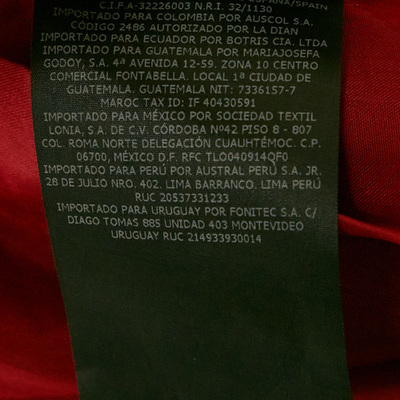 ESPAÑA/SPAIN
C.I.F.A-32226003 N.R.I. 32/1130
IMPORTADO PARA COLOMBIA POR AUSCOL S.A.
CÓDIGO 2486 AUTORIZADO POR LA DIAN
IMPORTADO PARA ECUADOR POR BOTRIS CIA. LTDA
IMPORTADO PARA GUATEMALA POR MARIAJOSEFA
GODOY, S.A. 4ª AVENIDA 12-59. ZONA 10 CENTRO
COMERCIAL FONTABELLA. LOCAL 1ª CIUDAD DE
GUATEMALA. GUATEMALA NIT: 7336157-7
MAROC TAX ID: IF 40430591
IMPORTADO PARA MÉXICO POR SOCIEDAD TEXTIL
LONIA, S.A. DE C.V. CÓRDOBA Nº42 PISO 8 - 807
COL. ROMA NORTE DELEGACIÓN CUAUHTÉMOC. C.P.
06700, MÉXICO D.F. RFC TLO040914QF0
IMPORTADO PARA PERÚ POR AUSTRAL PERÚ S.A. JR.
28 DE JULIO NRO. 402. LIMA BARRANCO. LIMA PERÚ
RUC 20537331233
IMPORTADO PARA URUGUAY POR FONITEC S.A. C/
DIAGO TOMAS 885 UNIDAD 403 MONTEVIDEO
URUGUAY RUC 214933930014